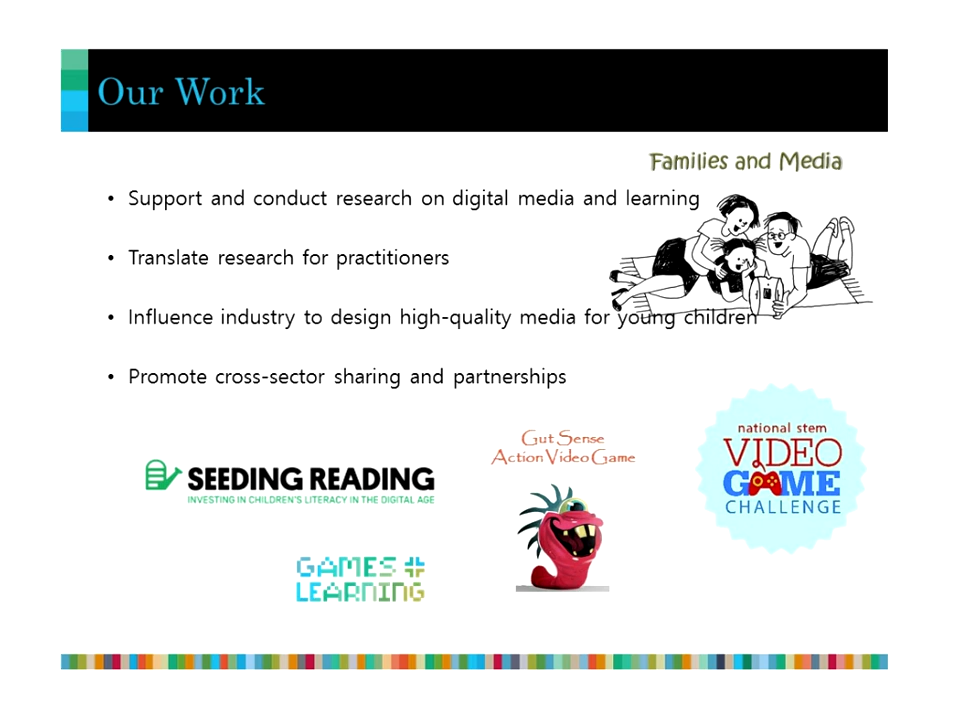 Our Work
Families and Media
• Support and conduct research on digital media and learning
• Translate research for practitioners
• Influence industry to design high-quality media for young children
• Promote cross-sector sharing and partnerships
SEEDING READING
INVESTING IN CHILDREN'S LITERACY IN THE DIGITAL AGE
Gut Sense
Action Video Game
national stem
VIDEO
GAME
CHALLENGE
GAMES +
LEARNING